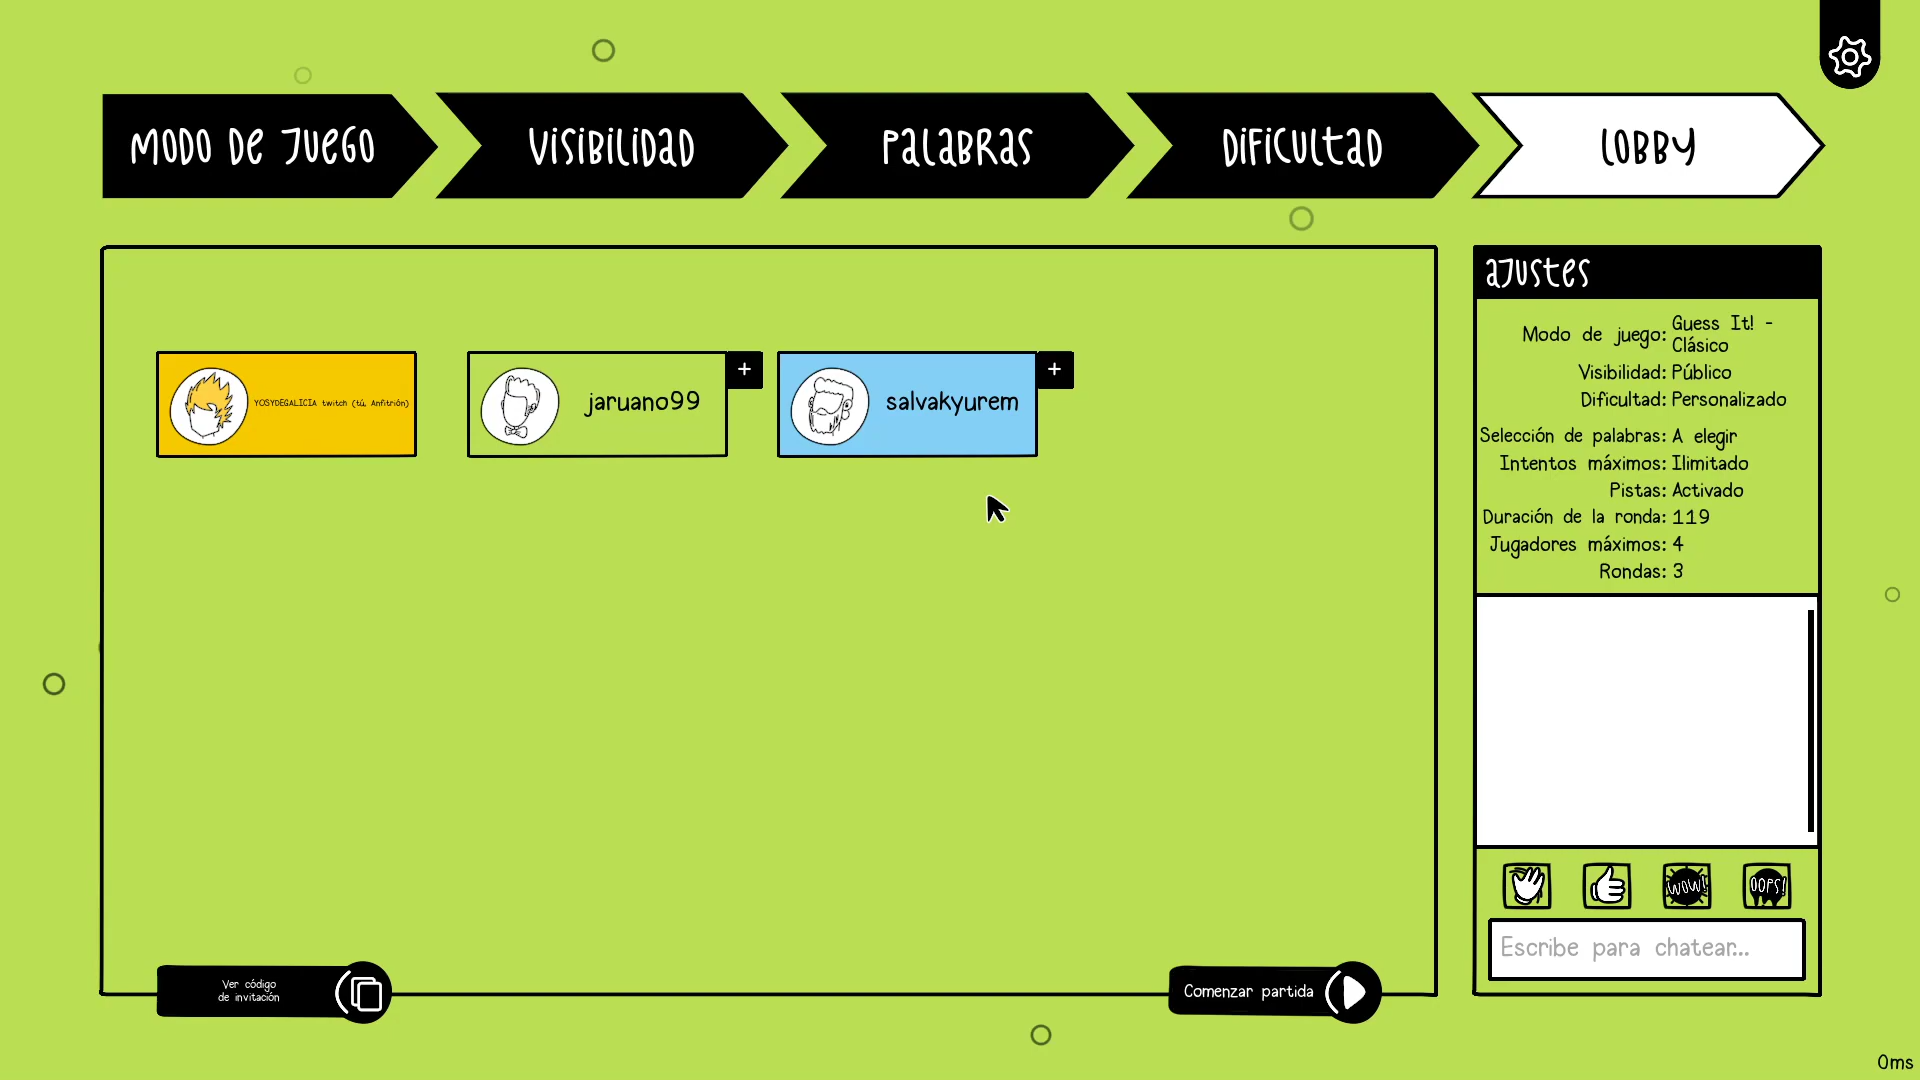 MODO DE JUEGO
VISIBILIDAD
PALABRAS
DIFICULTAD
LOBBY
YOSYDEGALICIA twitch (tú, Anfitrión)
jaruano99
+
salvakyurem
+
AJUSTES
Modo de juego: Guess It! -
Clásico
Visibilidad: Público
Dificultad: Personalizado
Selección de palabras: A elegir
Intentos máximos: Ilimitado
Pistas: Activado
Duración de la ronda: 119
Jugadores máximos: 4
Rondas: 3
WOW!
OOPS!
Escribe para chatear...
Ver código
de invitación
Comenzar partida
0ms